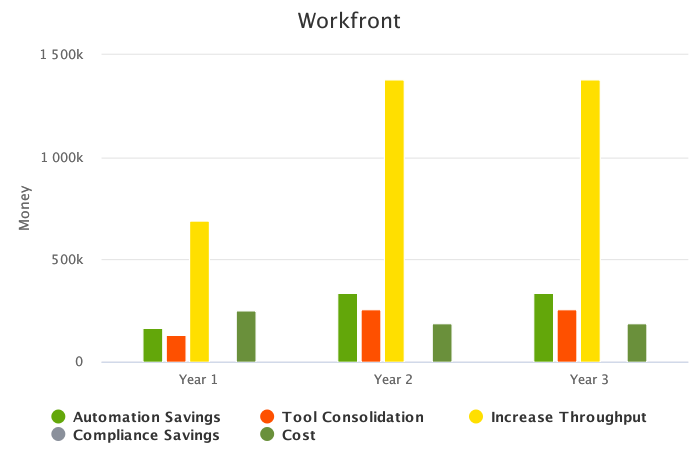 Workfront
1 500k
1 000k
500k
0
Money
Year 1 Year 2 Year 3
Automation Savings Tool Consolidation Increase Throughput
Compliance Savings Cost